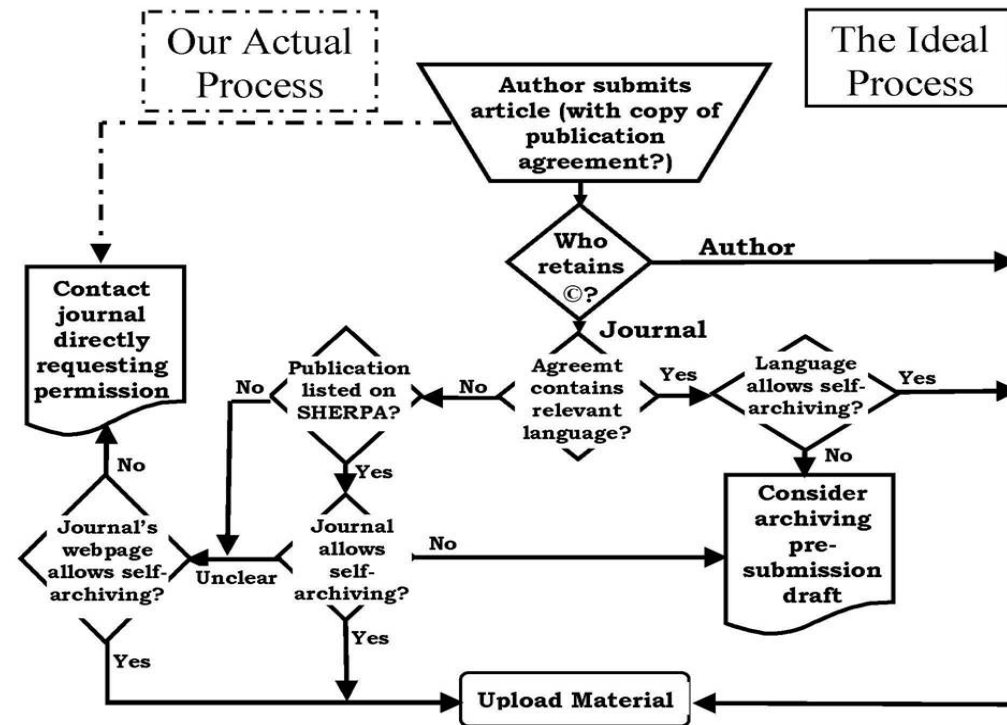 Our Actual
Process
The Ideal
Process
Author submits
article (with copy of
publication
agreement?)
Who
retains
©?
Author
Journal
Contact
journal
directly
requesting
permission
Publication
listed on
SHERPA?
No
No
Agreemt
contains
relevant
language?
Yes
Language
allows self-
archiving?
Yes
No
Yes
No
Consider
archiving
pre-
submission
draft
Journal's
webpage
allows self-
archiving?
Unclear
Journal
allows
self-
archiving?
No
Yes
Yes
Upload Material